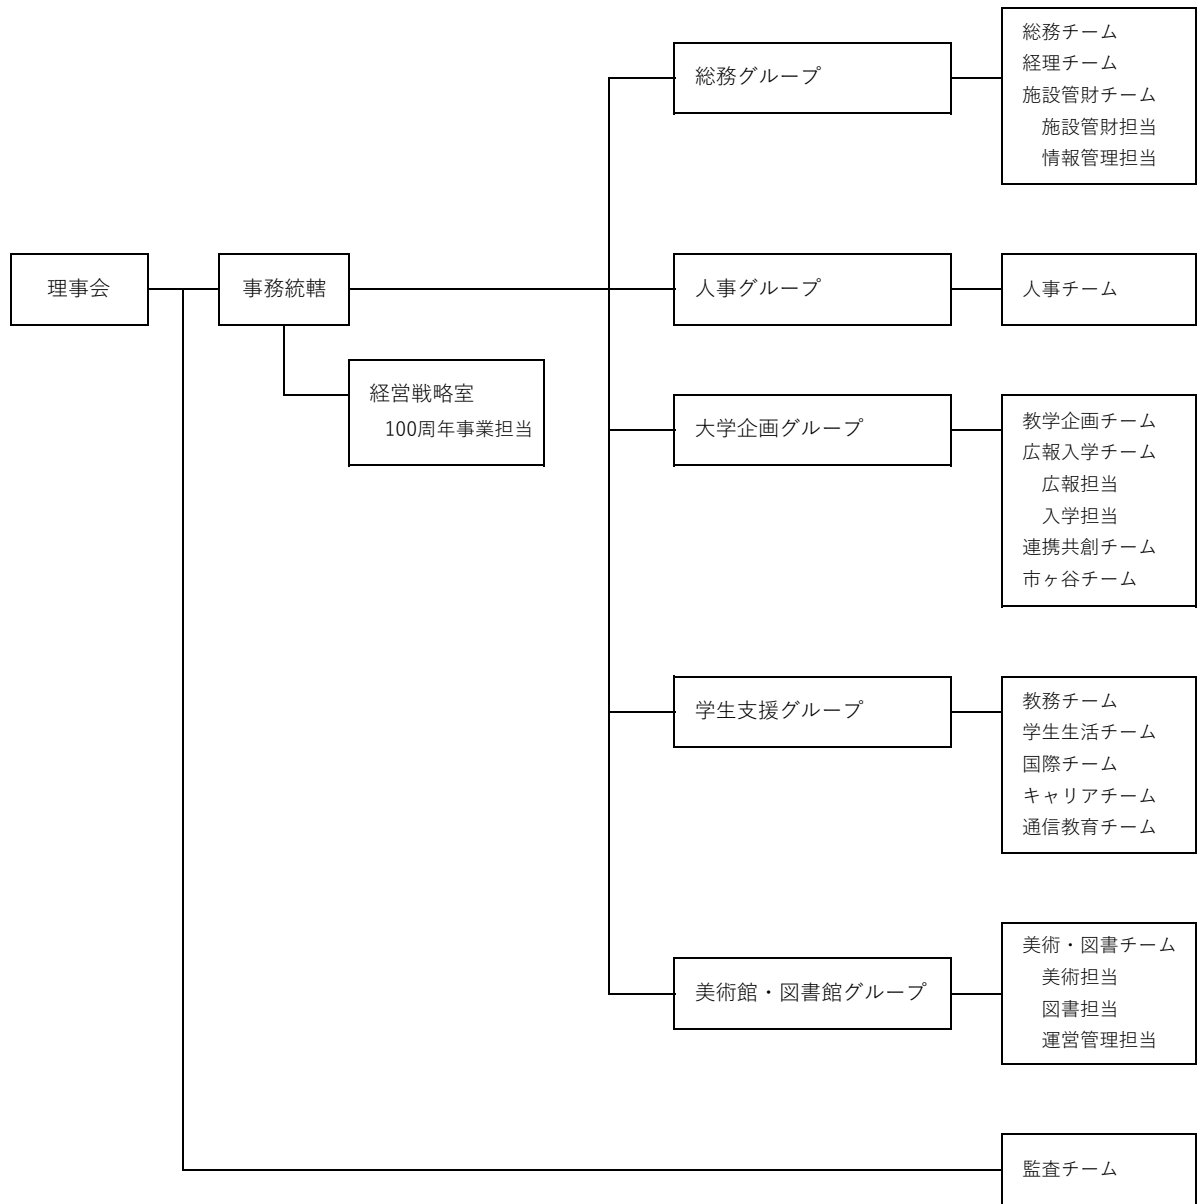 理事会
事務統轄
経営戦略室
100周年事業担当
総務グループ
総務チーム
経理チーム
施設管財チーム
施設管財担当
情報管理担当
人事グループ
人事チーム
大学企画グループ
教学企画チーム
広報入学チーム
広報担当
入学担当
連携共創チーム
市ヶ谷チーム
学生支援グループ
教務チーム
学生生活チーム
国際チーム
キャリアチーム
通信教育チーム
美術館・図書館グループ
美術・図書チーム
美術担当
図書担当
運営管理担当
監査チーム